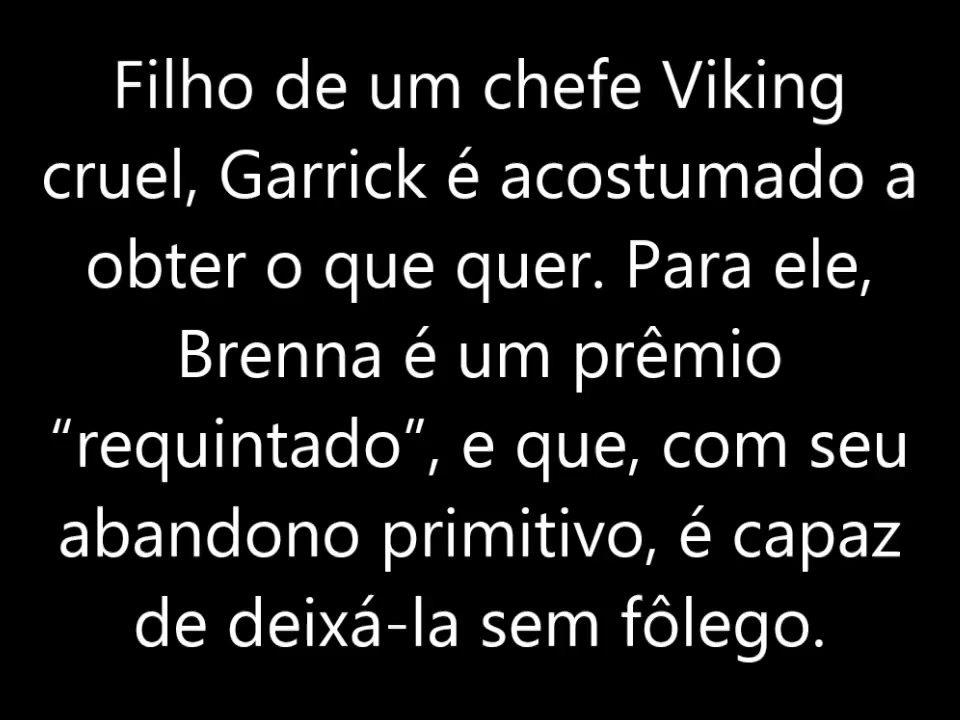 Filho de um chefe Viking
cruel, Garrick é acostumado a
obter o que quer. Para ele,
Brenna é um prêmio
“requintado”, e que, com seu
abandono primitivo, é capaz
de deixá-la sem fôlego.